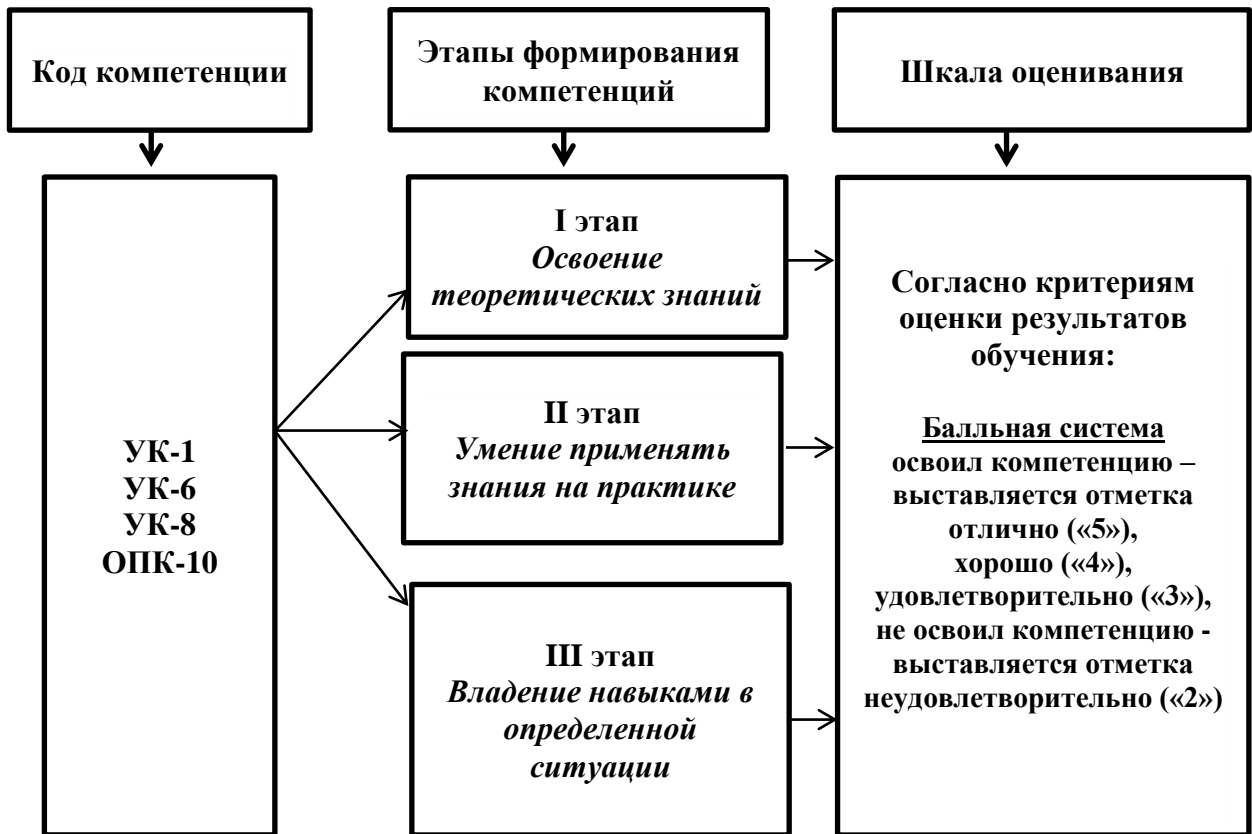 Код компетенции
Этапы формирования
компетенций
Шкала оценивания
УК-1
УК-6
УК-8
ОПК-10
I этап
Освоение
теоретических знаний
II этап
Умение применять
знания на практике
III этап
Владение навыками в
определенной
ситуации
Согласно критериям
оценки результатов
обучения:
Балльная система
освоил компетенцию –
выставляется отметка
отлично («5»),
хорошо («4»),
удовлетворительно («3»),
не освоил компетенцию -
выставляется отметка
неудовлетворительно («2»)